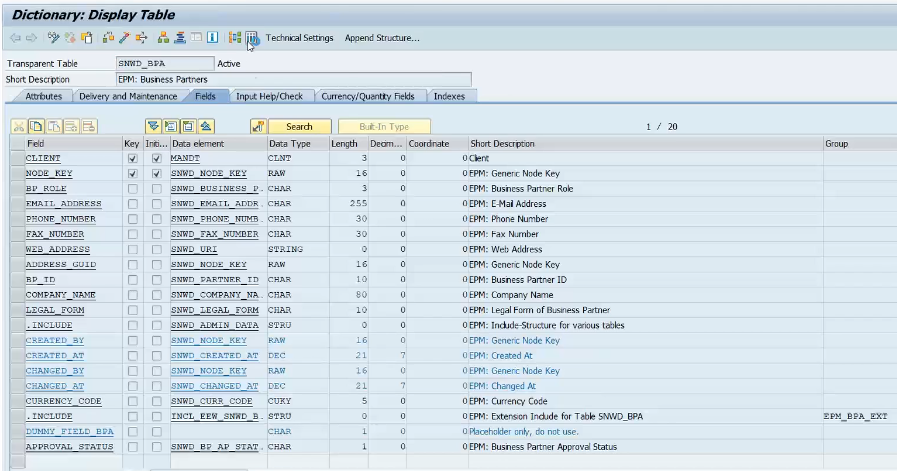 Dictionary: Display Table
Technical Settings Append Structure...
Transparent Table SNWD_BPA Active
Short Description EPM: Business Partners
Attributes Delivery and Maintenance Fields Input Help/Check Currency/Quantity Fields Indexes
Search Built-In Type 1 / 20
Field Key Initi... Data element Data Type Length Decim... Coordinate Short Description Group
CLIENT MANDT CLNT 3 0 0 Client
NODE_KEY SNWD_NODE_KEY RAW 16 0 0 EPM: Generic Node Key
BP_ROLE SNWD_BUSINESS_P.. CHAR 3 0 0 EPM: Business Partner Role
EMAIL_ADDRESS SNWD_EMAIL_ADDR.. CHAR 255 0 0 EPM: E-Mail Address
PHONE_NUMBER SNWD_PHONE_NUMB.. CHAR 30 0 0 EPM: Phone Number
FAX_NUMBER SNWD_FAX_NUMBER CHAR 30 0 0 EPM: Fax Number
WEB_ADDRESS SNWD_URI STRING 0 0 0 EPM: Web Address
ADDRESS_GUID SNWD_NODE_KEY RAW 16 0 0 EPM: Generic Node Key
BP_ID SNWD_PARTNER_ID CHAR 10 0 0 EPM: Business Partner ID
COMPANY_NAME SNWD_COMPANY_NA.. CHAR 80 0 0 EPM: Company Name
LEGAL_FORM SNWD_LEGAL_FORM CHAR 10 0 0 EPM: Legal Form of Business Partner
.INCLUDE SNWD_ADMIN_DATA STRU 0 0 0 EPM: Include-Structure for various tables
CREATED_BY SNWD_NODE_KEY RAW 16 0 0 EPM: Generic Node Key
CREATED_AT SNWD_CREATED_AT DEC 21 7 0 EPM: Created At
CHANGED_BY SNWD_NODE_KEY RAW 16 0 0 EPM: Generic Node Key
CHANGED_AT SNWD_CHANGED_AT DEC 21 7 0 EPM: Changed At
CURRENCY_CODE SNWD_CURR_CODE CUKY 5 0 0 EPM: Currency Code
.INCLUDE INCL_EEW_SNWD_B.. STRU 0 0 0 EPM: Extension Include for Table SNWD_BPA EPM_BPA_EXT
DUMMY_FIELD_BPA CHAR 1 0 0 Placeholder only, do not use.
APPROVAL_STATUS SNWD_BP_AP_STAT.. CHAR 1 0 0 EPM: Business Partner Approval Status